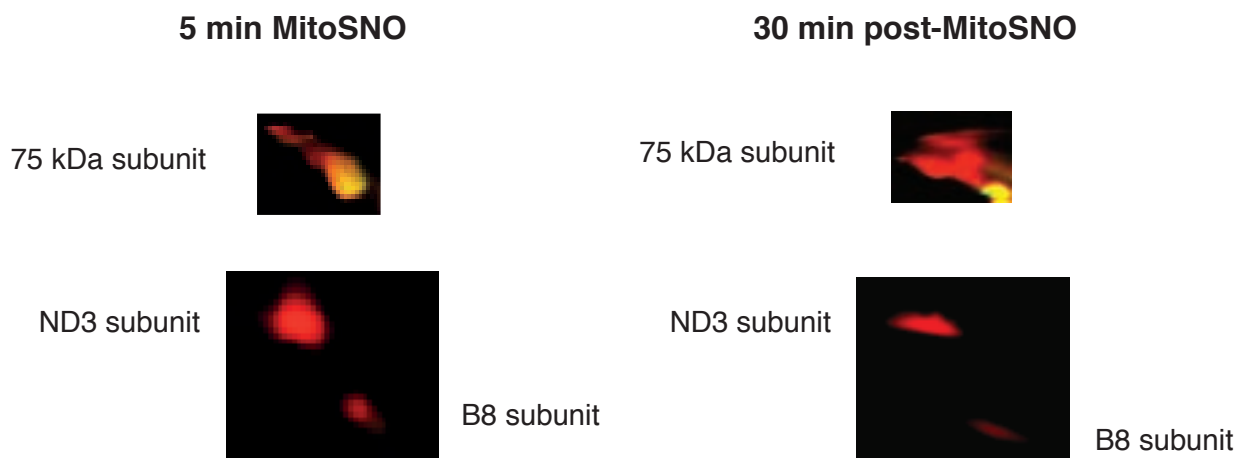 5 min MitoSNO
30 min post-MitoSNO
75 kDa subunit
75 kDa subunit
ND3 subunit
ND3 subunit
B8 subunit
B8 subunit